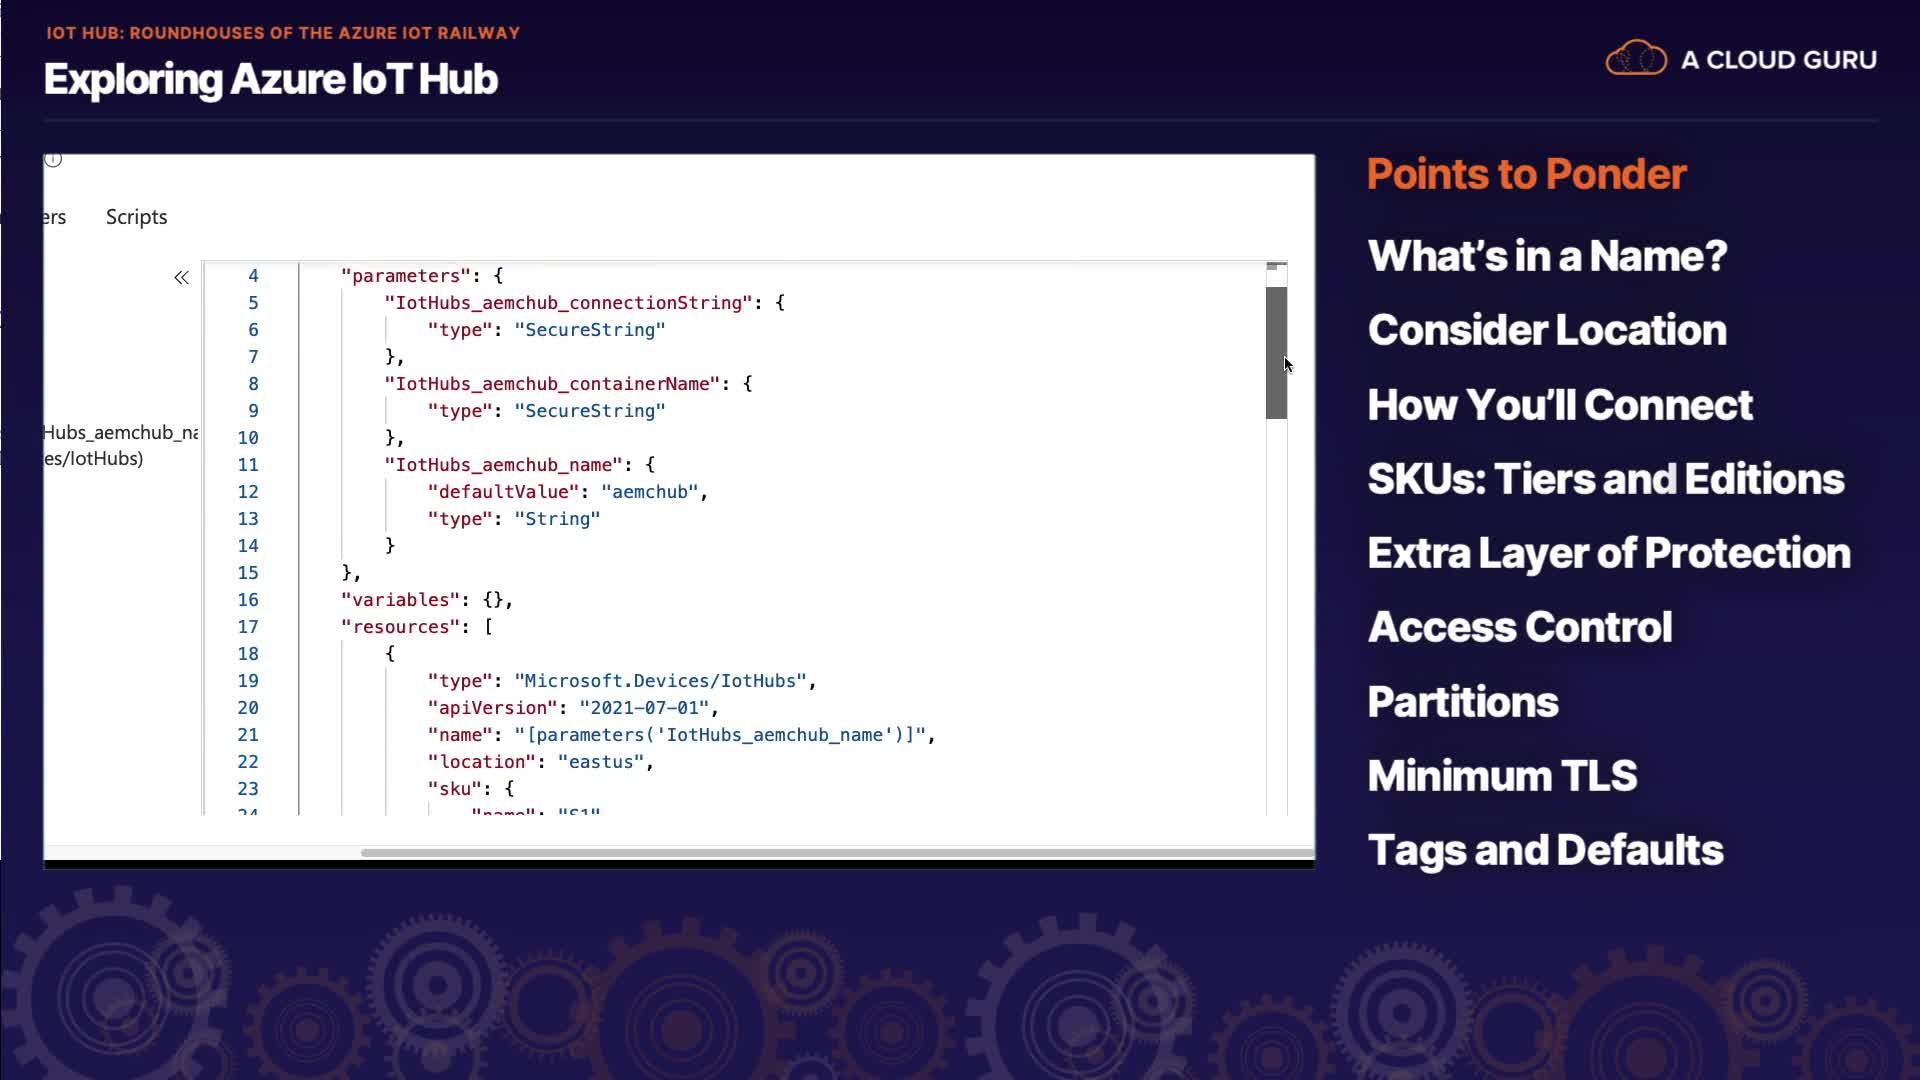 IOT HUB: ROUNDHOUSES OF THE AZURE IOT RAILWAY
Exploring Azure IoT Hub
A CLOUD GURU
ers Scripts
Hubs_aemchub_na
es/IotHubs)
4 "parameters": {
5 "IotHubs_aemchub_connectionString": {
6 "type": "SecureString"
7 },
8 "IotHubs_aemchub_containerName": {
9 "type": "SecureString"
10 },
11 "IotHubs_aemchub_name": {
12 "defaultValue": "aemchub",
13 "type": "String"
14 }
15 },
16 "variables": {},
17 "resources": [
18 {
19 "type": "Microsoft.Devices/IotHubs",
20 "apiVersion": "2021-07-01",
21 "name": "[parameters('IotHubs_aemchub_name')]",
22 "location": "eastus",
23 "sku": {
24 "name": "S1"
Points to Ponder
What's in a Name?
Consider Location
How You'll Connect
SKUs: Tiers and Editions
Extra Layer of Protection
Access Control
Partitions
Minimum TLS
Tags and Defaults